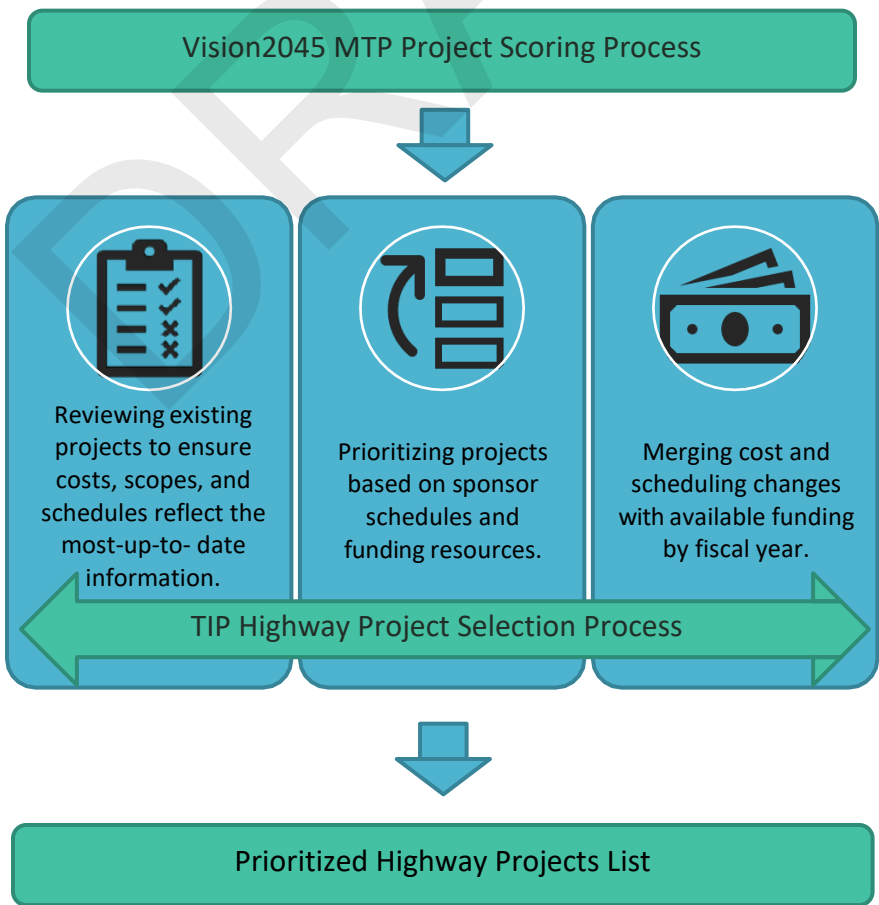 Vision2045 MTP Project Scoring Process
Reviewing existing
projects to ensure
costs, scopes, and
schedules reflect the
most-up-to- date
information.
Prioritizing projects
based on sponsor
schedules and
funding resources.
Merging cost and
scheduling changes
with available funding
by fiscal year.
TIP Highway Project Selection Process
Prioritized Highway Projects List